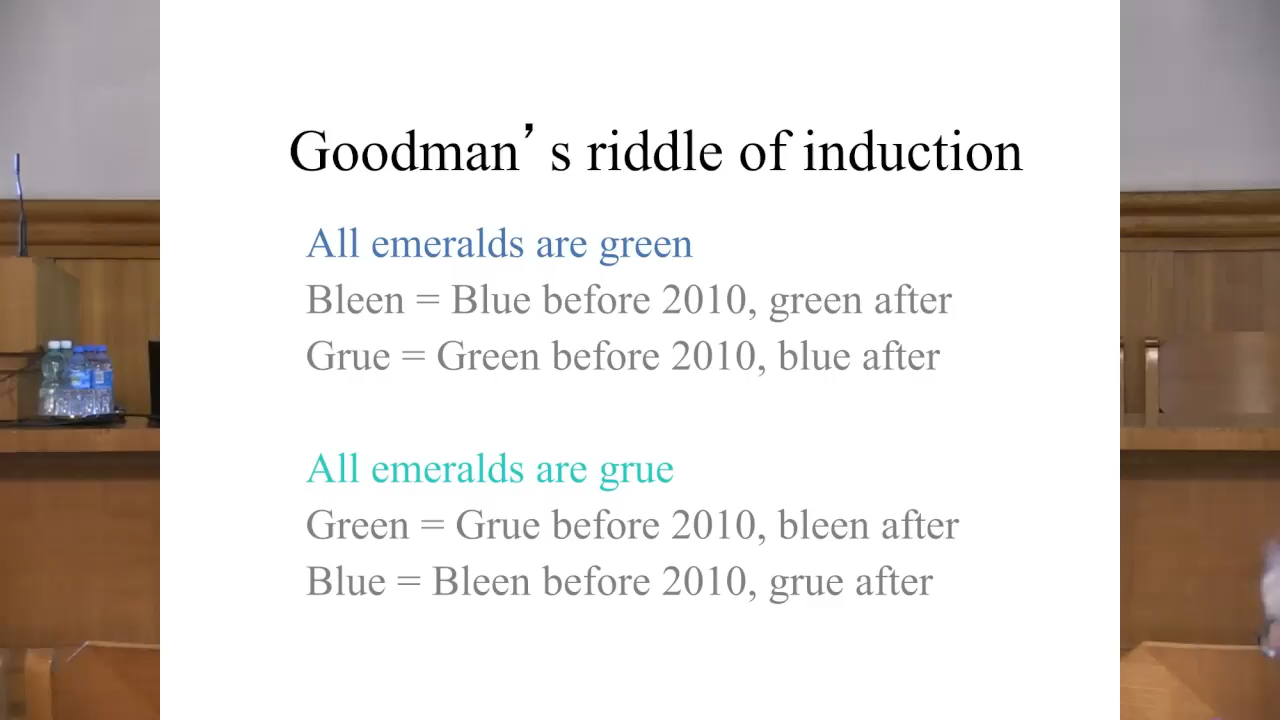 Goodman’s riddle of induction
All emeralds are green
Bleen = Blue before 2010, green after
Grue = Green before 2010, blue after
All emeralds are grue
Green = Grue before 2010, bleen after
Blue = Bleen before 2010, grue after